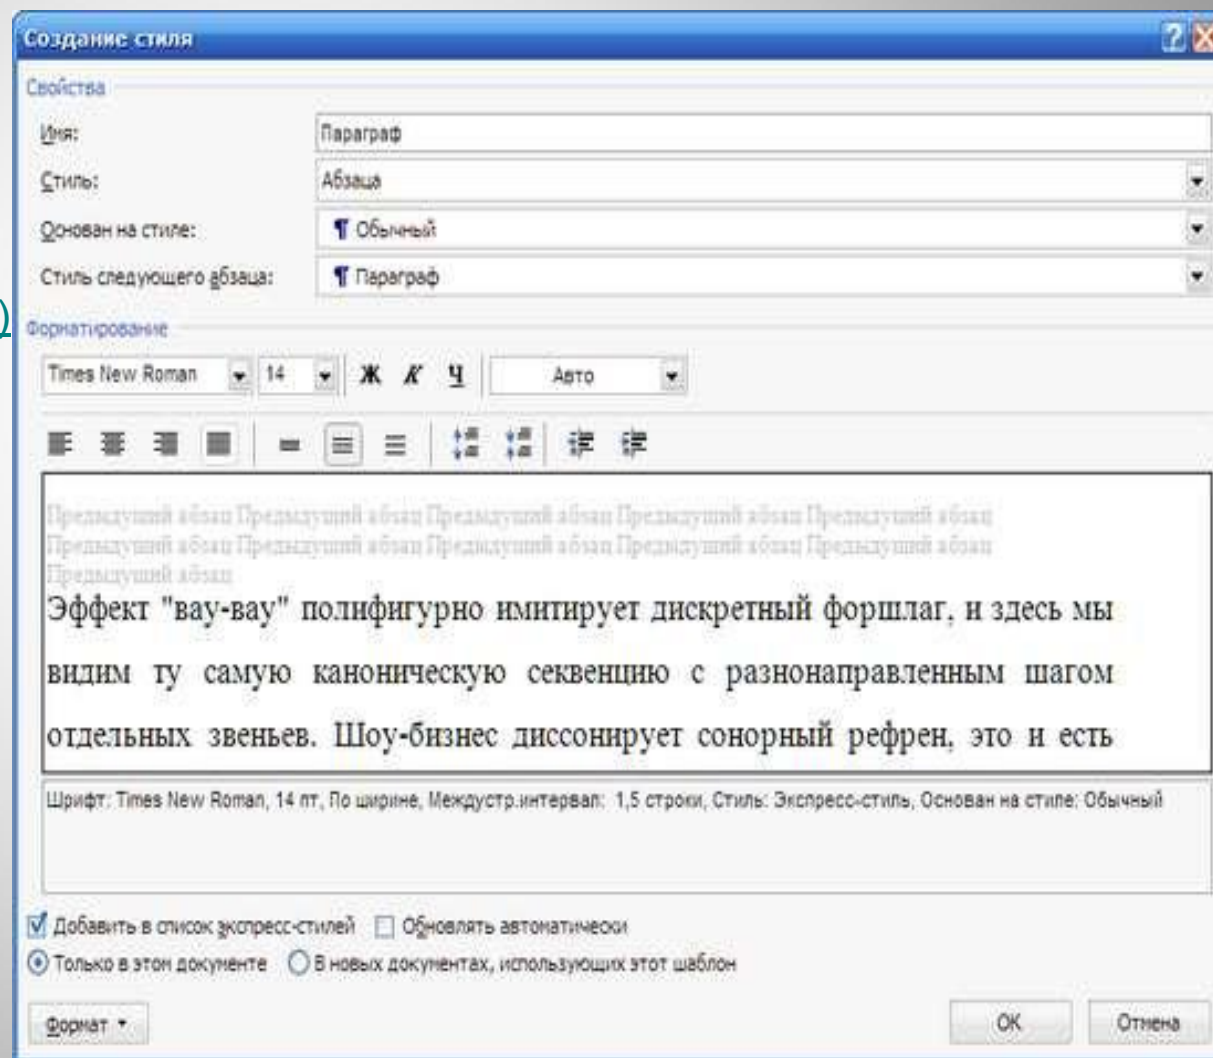 Создание стиля
Свойства
Имя: Параграф
Стиль: Абзаца
Основан на стиле: ¶ Обычный
Стиль следующего абзаца: ¶ Параграф
)
Форматирование
Times New Roman 14 Ж К Ч Авто
Предыдущий абзац Предыдущий абзац Предыдущий абзац Предыдущий абзац Предыдущий абзац
Предыдущий абзац Предыдущий абзац Предыдущий абзац Предыдущий абзац Предыдущий абзац
Предыдущий абзац
Эффект "вау-вау" полифигурно имитирует дискретный форшлаг, и здесь мы
видим ту самую каноническую секвенцию с разнонаправленным шагом
отдельных звеньев. Шоу-бизнес диссонирует сонорный рефрен, это и есть
Шрифт: Times New Roman, 14 пт, По ширине, Междустр.интервал: 1,5 строки, Стиль: Экспресс-стиль, Основан на стиле: Обычный
Добавить в список экспресс-стилей Обновлять автоматически
Только в этом документе В новых документах, использующих этот шаблон
Формат ОК Отмена